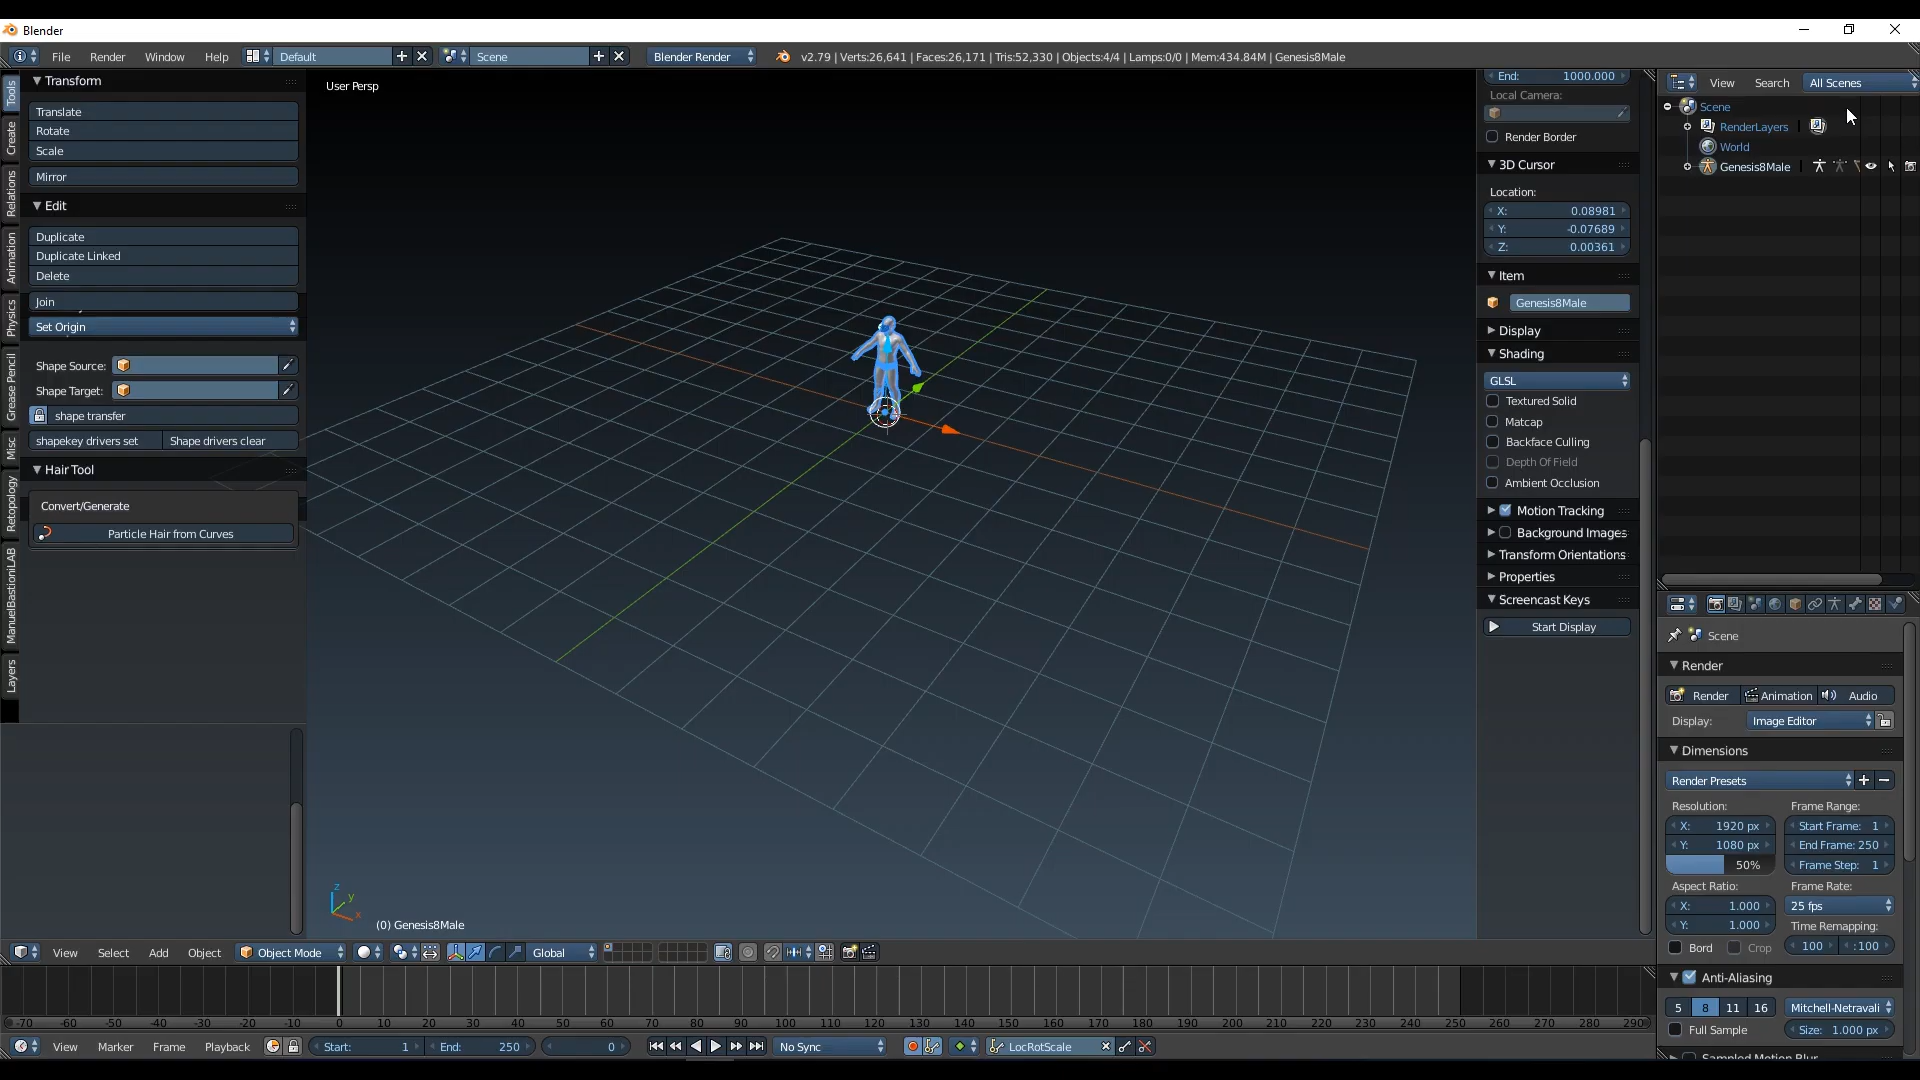 Blender
File Render Window Help Default Scene Blender Render v2.79 | Verts:26,641 | Faces:26,171 | Tris:52,330 | Objects:4/4 | Lamps:0/0 | Mem:434.84M | Genesis8Male
Tools
Create
Relations
Animation
Physics
Grease Pencil
Misc
Retopology
ManuelBastioniLAB
Layers
Transform
Translate
Rotate
Scale
Mirror
Edit
Duplicate
Duplicate Linked
Delete
Join
Set Origin
Shape Source:
Shape Target:
shape transfer
shapekey drivers set Shape drivers clear
Hair Tool
Convert/Generate
Particle Hair from Curves
User Persp
z
y
x
(0) Genesis8Male
End: 1000.000
Local Camera:
Render Border
3D Cursor
Location:
X: 0.08981
Y: -0.07689
Z: 0.00361
Item
Genesis8Male
Display
Shading
GLSL
Textured Solid
Matcap
Backface Culling
Depth Of Field
Ambient Occlusion
Motion Tracking
Background Images
Transform Orientations
Properties
Screencast Keys
Start Display
View Search All Scenes
Scene
RenderLayers
World
Genesis8Male
Scene
Render
Render Animation Audio
Display: Image Editor
Dimensions
Render Presets
Resolution: Frame Range:
X: 1920 px Start Frame: 1
Y: 1080 px End Frame: 250
50% Frame Step: 1
Aspect Ratio: Frame Rate:
X: 1.000 25 fps
Y: 1.000 Time Remapping:
Bord Crop 100 :100
Anti-Aliasing
5 8 11 16 Mitchell-Netravali
Full Sample Size: 1.000 px
Sampled Motion Blur
View Select Add Object Object Mode Global
-70 -60 -50 -40 -30 -20 -10 0 10 20 30 40 50 60 70 80 90 100 110 120 130 140 150 160 170 180 190 200 210 220 230 240 250 260 270 280 290
View Marker Frame Playback Start: 1 End: 250 0 No Sync LocRotScale